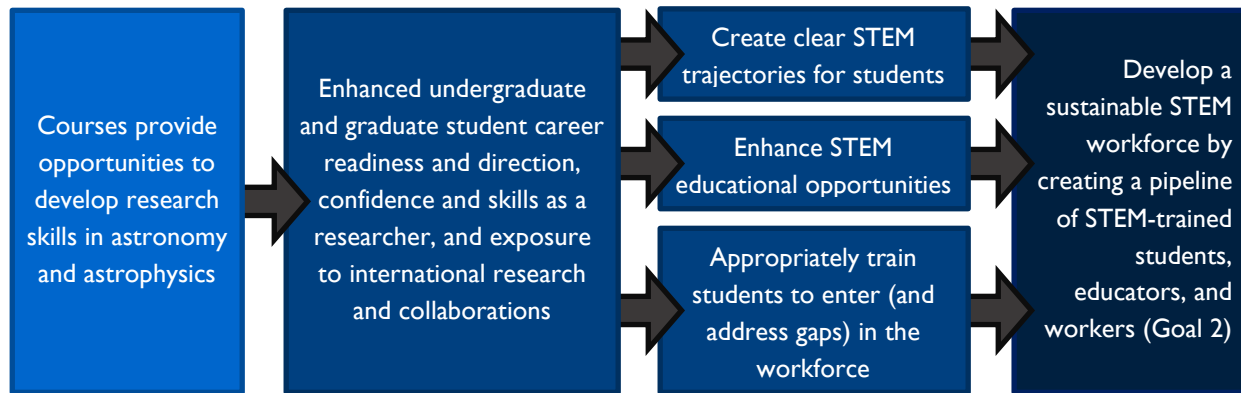 Courses provide
opportunities to
develop research
skills in astronomy
and astrophysics
Enhanced undergraduate
and graduate student career
readiness and direction,
confidence and skills as a
researcher, and exposure
to international research
and collaborations
Create clear STEM
trajectories for students
Enhance STEM
educational opportunities
Appropriately train
students to enter (and
address gaps) in the
workforce
Develop a
sustainable STEM
workforce by
creating a pipeline
of STEM-trained
students,
educators, and
workers (Goal 2)